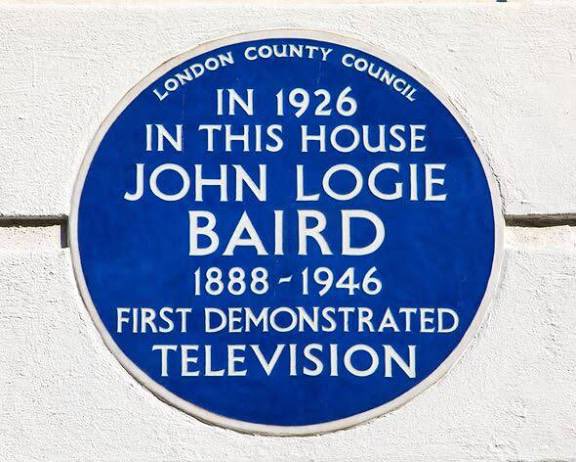 LONDON COUNTY COUNCIL
IN 1926
IN THIS HOUSE
JOHN LOGIE
BAIRD
1888-1946
FIRST DEMONSTRATED
TELEVISION